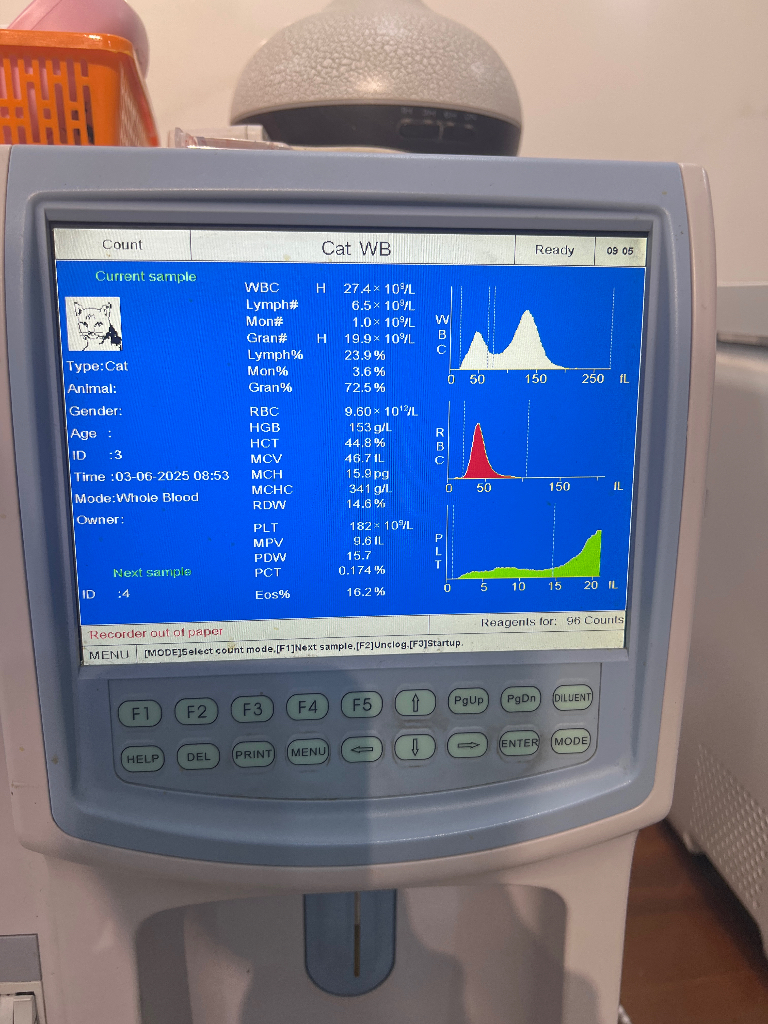 Count Cat WB Ready 09 05
Current sample
Type:Cat
Animal:
Gender:
Age :
ID :3
Time :03-06-2025 08:53
Mode:Whole Blood
Owner:
Next sample
ID :4
WBC H 27.4 × 10⁹/L
Lymph# 6.5 × 10⁹/L
Mon# 1.0 × 10⁹/L
Gran# H 19.9 × 10⁹/L
Lymph% 23.9 %
Mon% 3.6 %
Gran% 72.5 %
RBC 9.60 × 10¹²/L
HGB 153 g/L
HCT 44.8 %
MCV 46.7 fL
MCH 15.9 pg
MCHC 341 g/L
RDW 14.6 %
PLT 182 × 10⁹/L
MPV 9.6 fL
PDW 15.7
PCT 0.174 %
Eos% 16.2 %
WBC
0 50 150 250 fL
RBC
0 50 150 fL
PLT
0 5 10 15 20 fL
Recorder out of paper
Reagents for: 96 Counts
MENU [MODE]Select count mode,[F1]Next sample,[F2]Unclog,[F3]Startup.
F1 F2 F3 F4 F5 PgUp PgDn DILUENT
HELP DEL PRINT MENU ENTER MODE